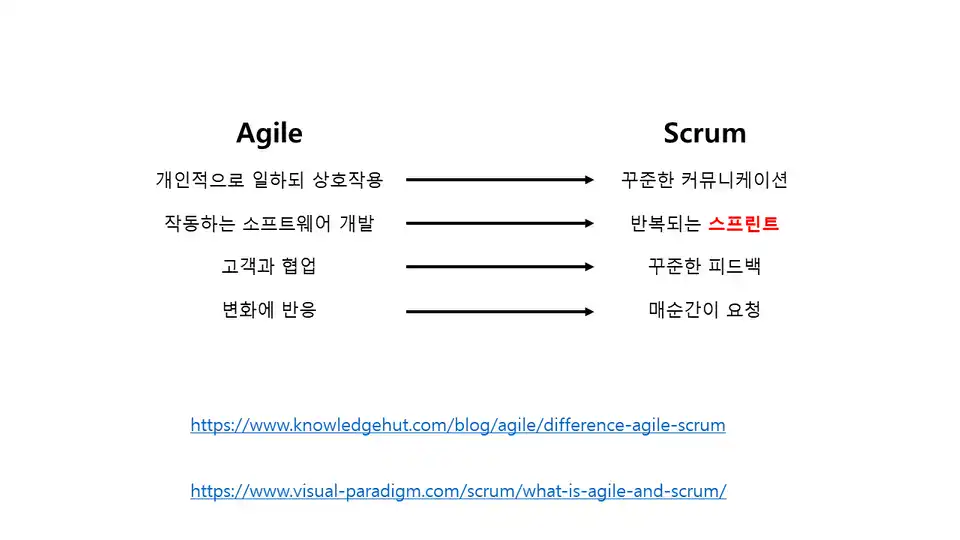 Agile Scrum
개인적으로 일하되 상호작용 꾸준한 커뮤니케이션
작동하는 소프트웨어 개발 반복되는 스프린트
고객과 협업 꾸준한 피드백
변화에 반응 매순간이 요청
https://www.knowledgehut.com/blog/agile/difference-agile-scrum
https://www.visual-paradigm.com/scrum/what-is-agile-and-scrum/